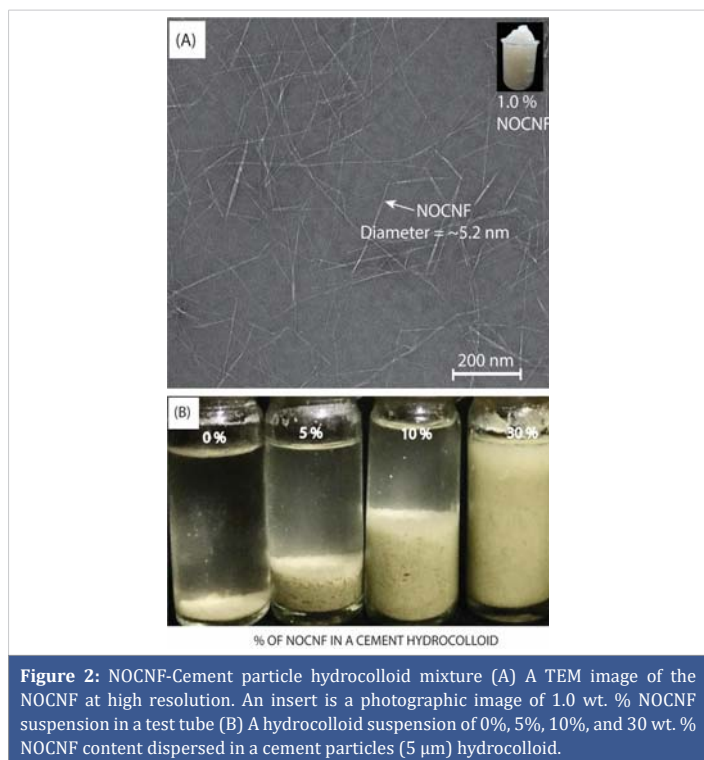 (A)
1.0 %
NOCNF
NOCNF
Diameter = ~5.2 nm
200 nm
(B)
0 %
5 %
10 %
30 %
% OF NOCNF IN A CEMENT HYDROCOLLOID
Figure 2: NOCNF-Cement particle hydrocolloid mixture (A) A TEM image of the
NOCNF at high resolution. An insert is a photographic image of 1.0 wt. % NOCNF
suspension in a test tube (B) A hydrocolloid suspension of 0%, 5%, 10%, and 30 wt. %
NOCNF content dispersed in a cement particles (5 μm) hydrocolloid.